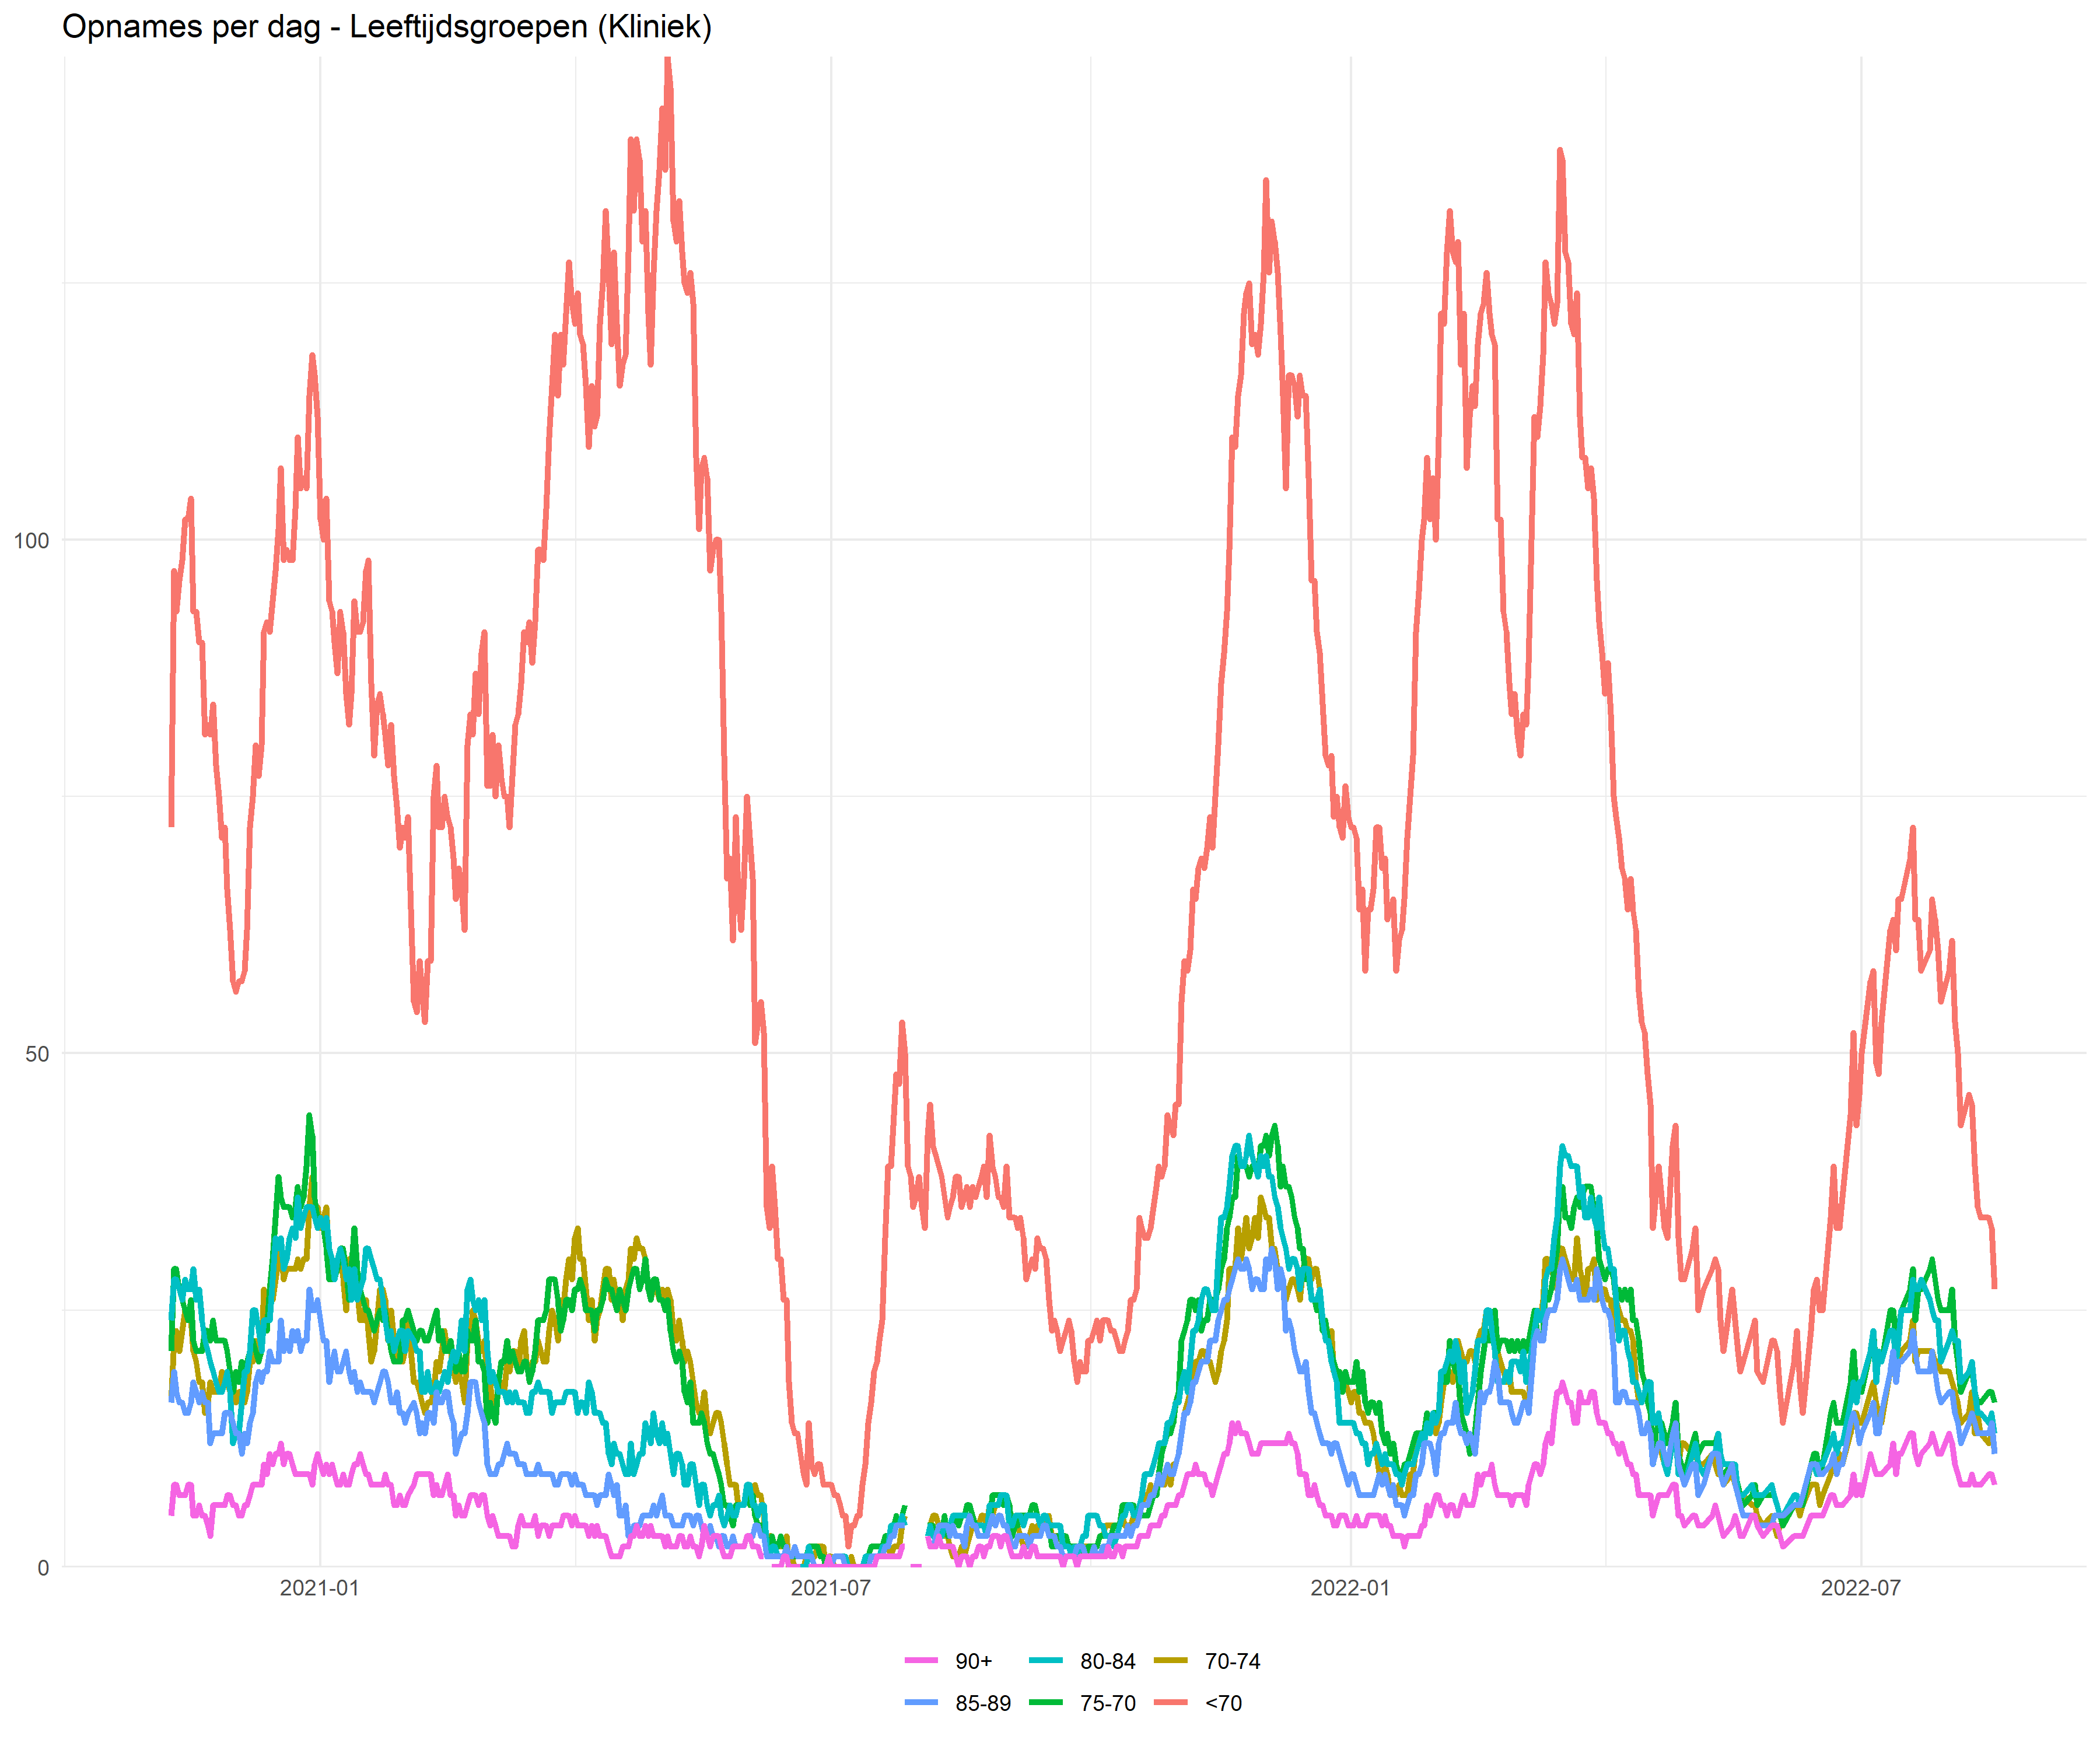 Opnames per dag - Leeftijdsgroepen (Kliniek)
100
50
0
2021-01 2021-07 2022-01 2022-07
90+ 80-84 70-74
85-89 75-70 <70